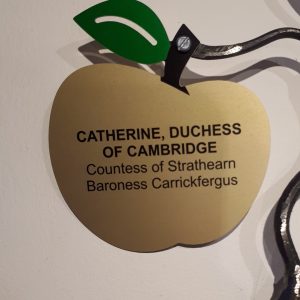 CATHERINE, DUCHESS
OF CAMBRIDGE
Countess of Strathearn
Baroness Carrickfergus